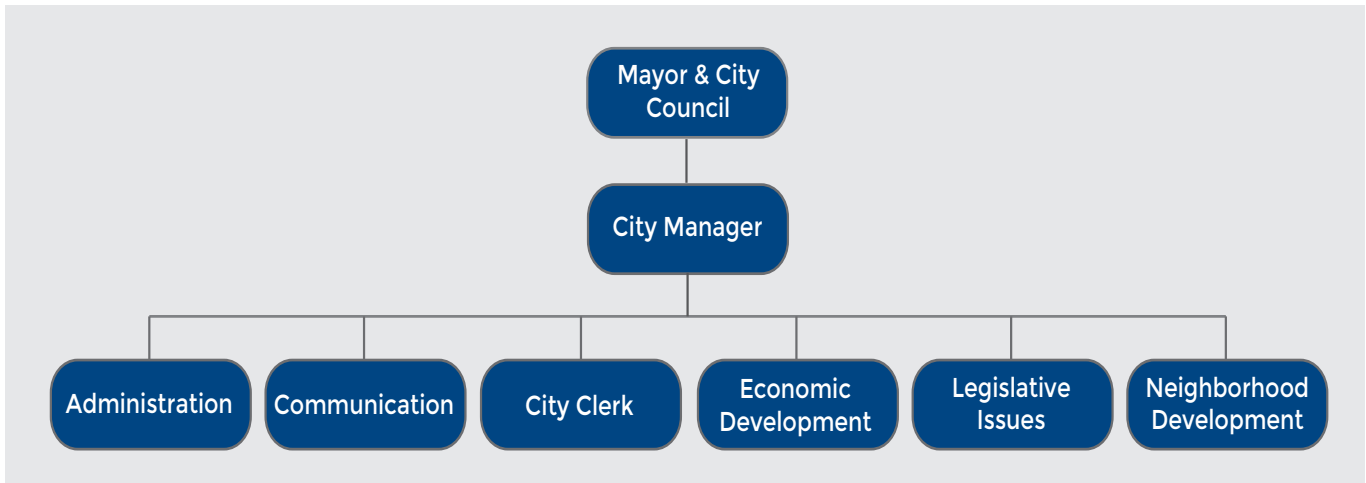 Mayor & City
Council
City Manager
Administration
Communication
City Clerk
Economic
Development
Legislative
Issues
Neighborhood
Development